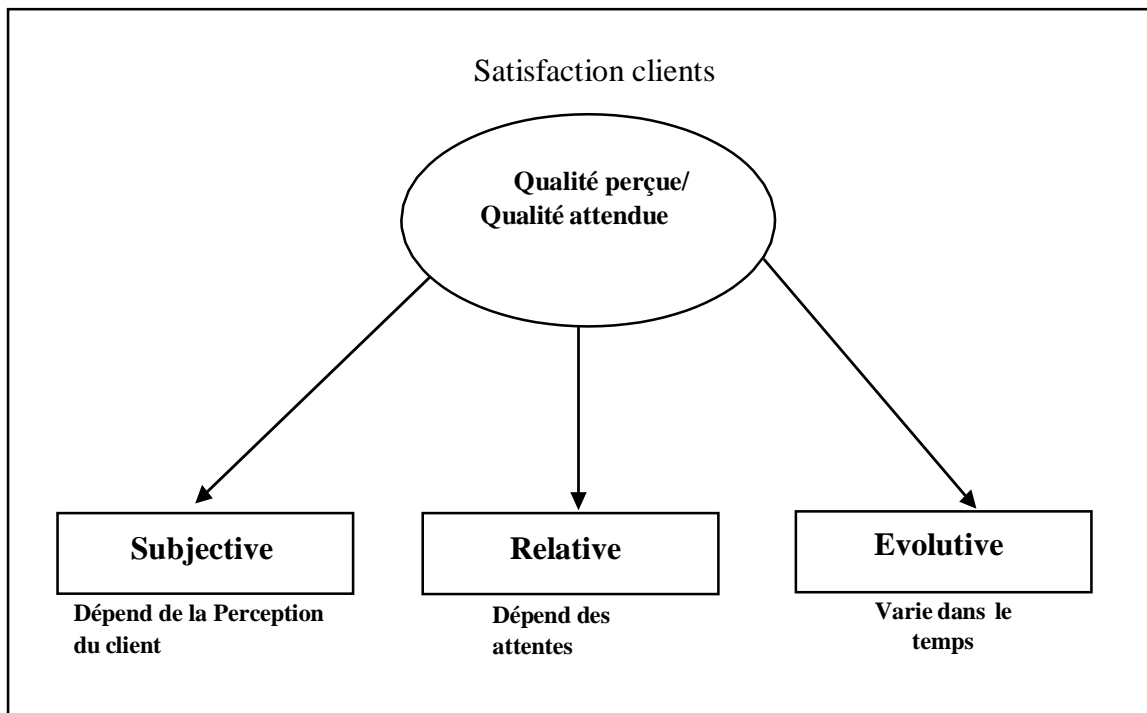 Satisfaction clients
Qualité perçue/
Qualité attendue
Subjective
Dépend de la Perception
du client
Relative
Dépend des
attentes
Evolutive
Varie dans le
temps